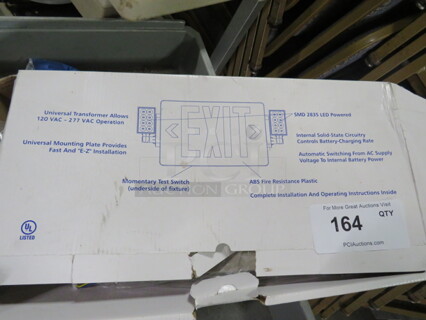 Universal Transformer Allows
120 VAC - 277 VAC Operation
Universal Mounting Plate Provides
Fast And "E-Z" Installation
Momentary Test Switch
(underside of fixture)
EXIT
SMD 2835 LED Powered
Internal Solid-State Circuitry
Controls Battery-Charging Rate
Automatic Switching From AC Supply
Voltage To Internal Battery Power
ABS Fire Resistance Plastic
Complete Installation And Operating Instructions Inside
GROUP
UL
LISTED
For More Great Auctions Visit
164 QTY
PCIAuctions.com